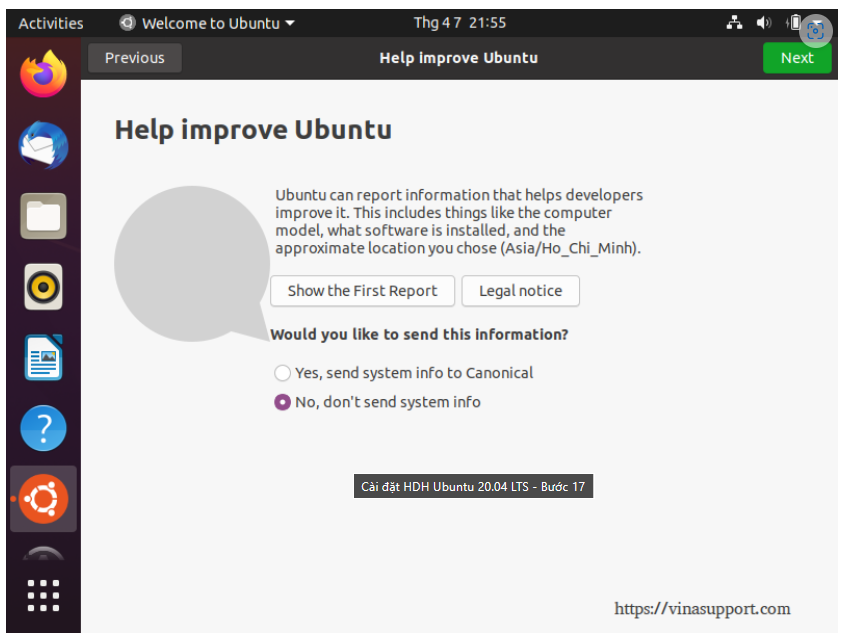 Activities Welcome to Ubuntu Thg 4 7 21:55
Previous Help improve Ubuntu Next
Help improve Ubuntu
Ubuntu can report information that helps developers
improve it. This includes things like the computer
model, what software is installed, and the
approximate location you chose (Asia/Ho_Chi_Minh).
Show the First Report Legal notice
Would you like to send this information?
Yes, send system info to Canonical
No, don't send system info
Cài đặt HDH Ubuntu 20.04 LTS - Bước 17
https://vinasupport.com